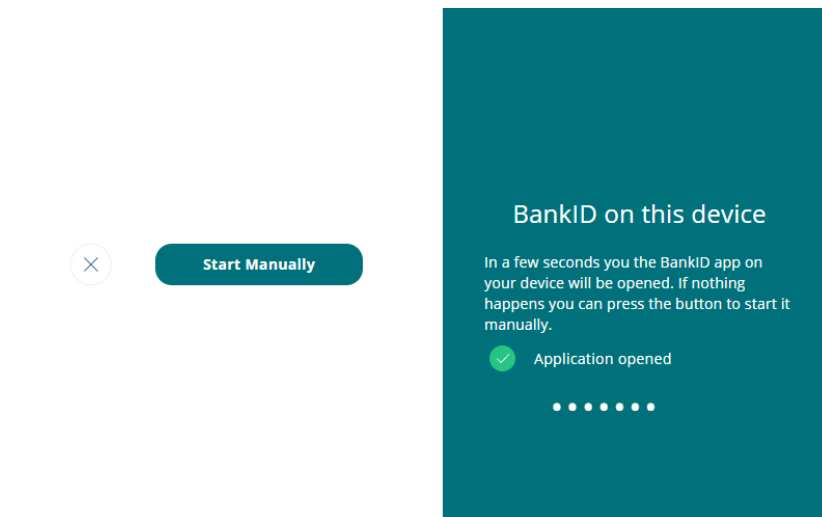 Start Manually
BankID on this device
In a few seconds you the BankID app on
your device will be opened. If nothing
happens you can press the button to start it
manually.
Application opened